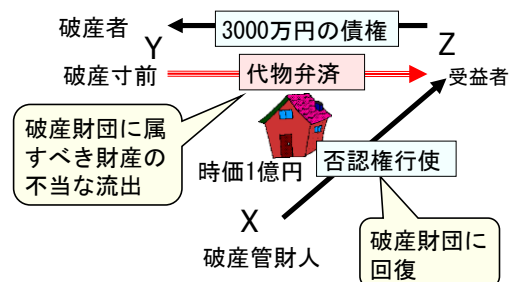 破産者
Y
3000万円の債権
Z
破産寸前
代物弁済
受益者
破産財団に属
すべき財産の
不当な流出
時価1億円
否認権行使
X
破産管財人
破産財団に
回復